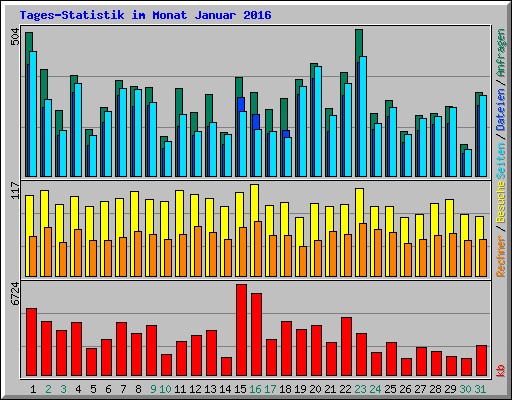 Tages-Statistik im Monat Januar 2016
504
117
6724
Rechner / Besuche Seiten / Dateien / Anfragen
kb
1 2 3 4 5 6 7 8 9 10 11 12 13 14 15 16 17 18 19 20 21 22 23 24 25 26 27 28 29 30 31